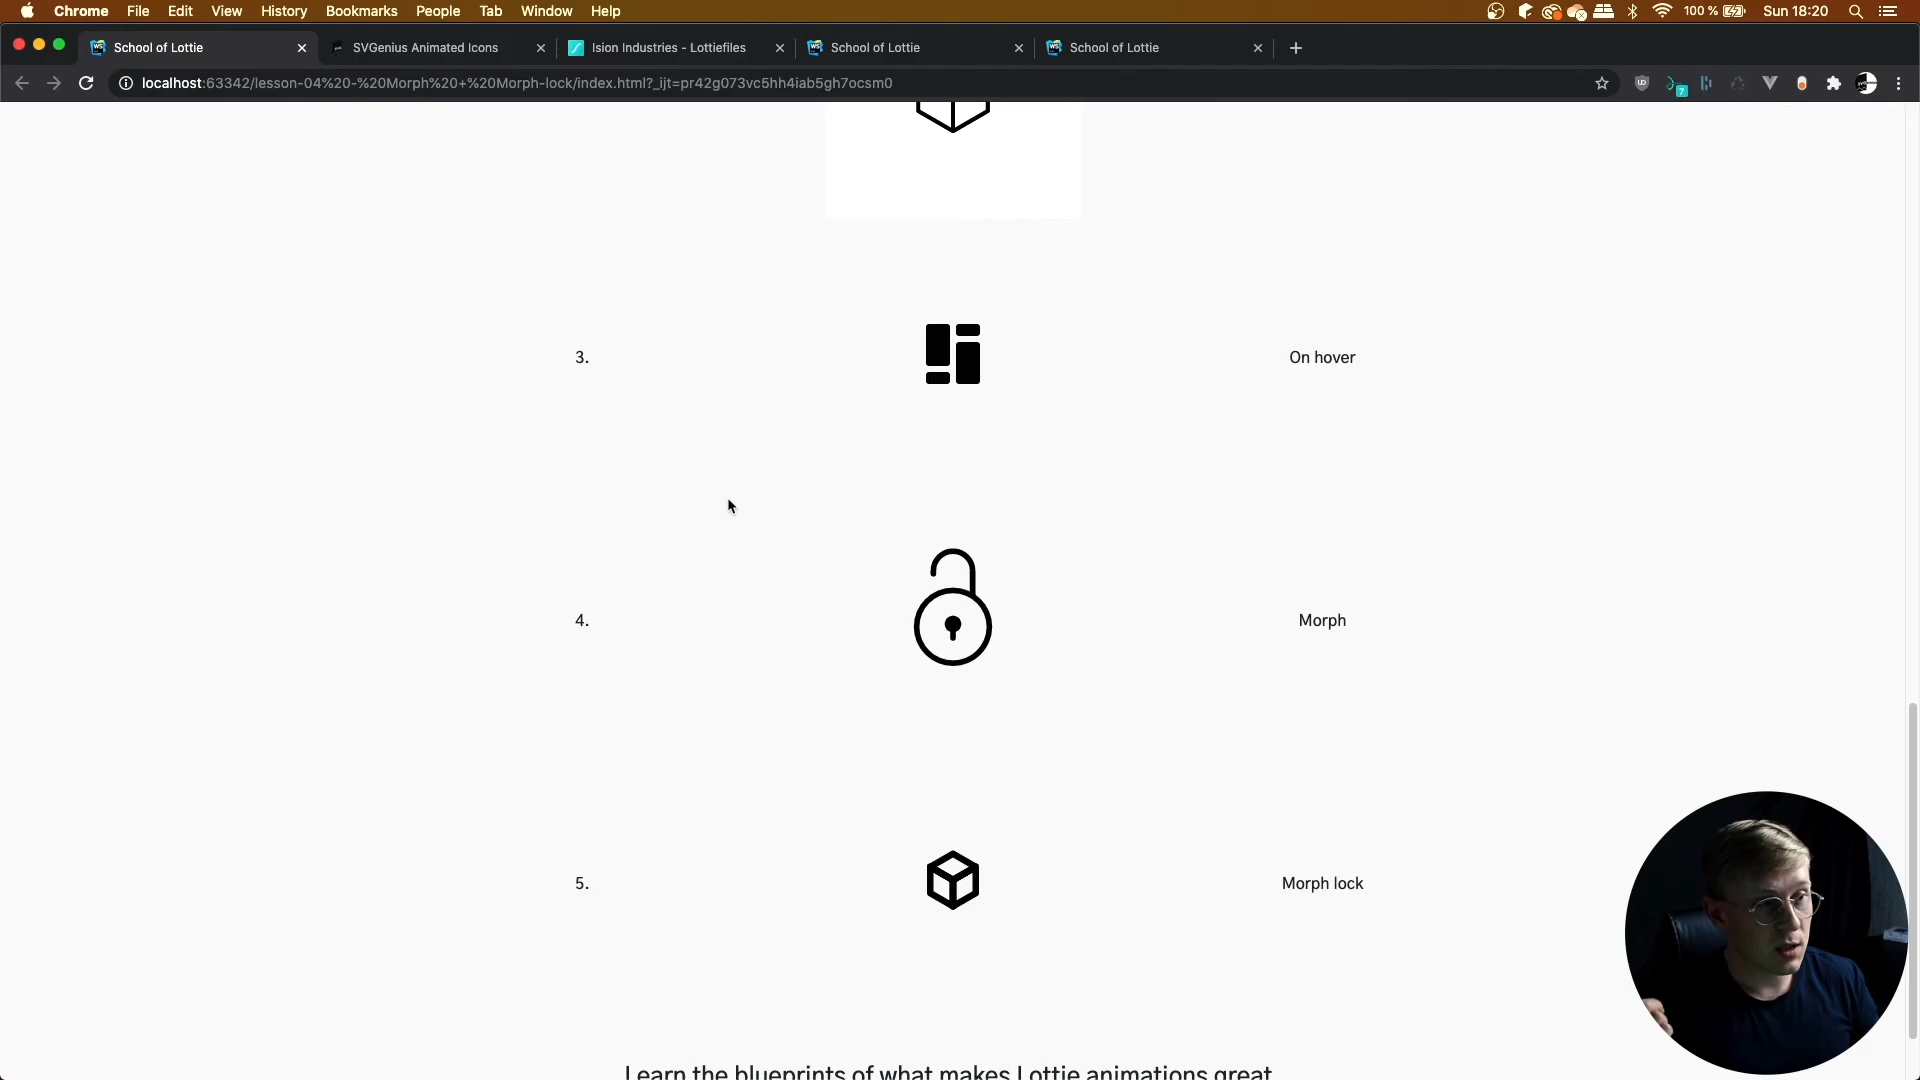 Chrome File Edit View History Bookmarks People Tab Window Help 100 % Sun 18:20
School of Lottie SVGenius Animated Icons Ision Industries - Lottiefiles School of Lottie School of Lottie
localhost:63342/lesson-04%20-%20Morph%20+%20Morph-lock/index.html?_ijt=pr42g073vc5hh4iab5gh7ocsm0
7
3. On hover
4. Morph
5. Morph lock
Learn the blueprints of what makes Lottie animations great